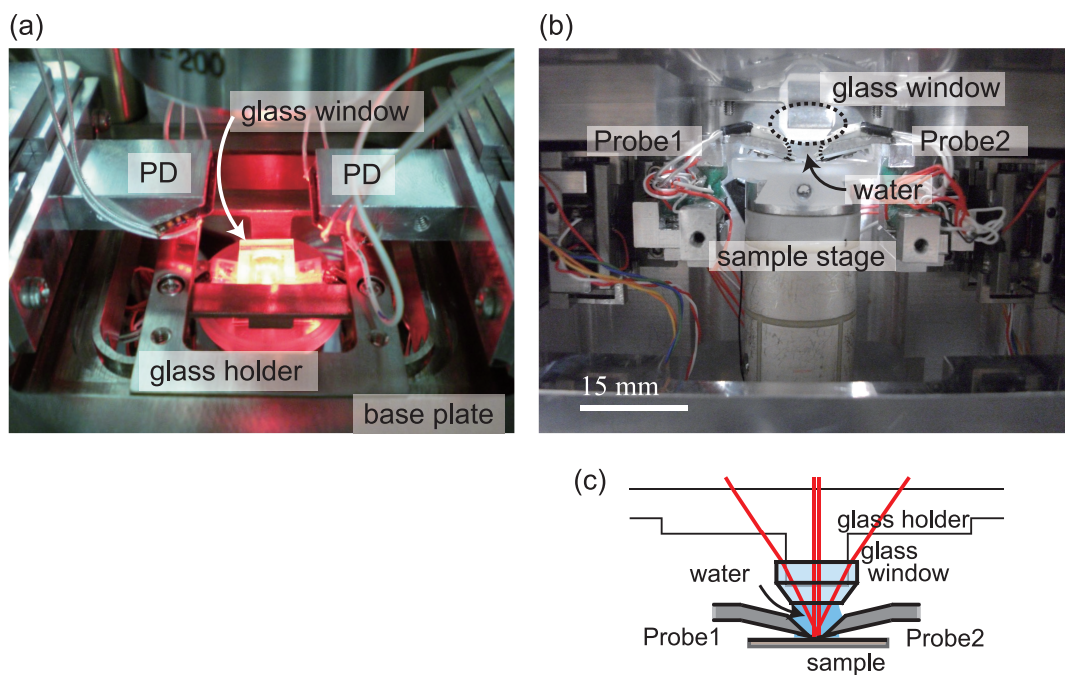 (a)
= 200
glass window
PD
PD
glass holder
base plate
(b)
glass window
Probe1
Probe2
water
sample stage
15 mm
(c)
glass holder
glass
window
water
Probe1
Probe2
sample